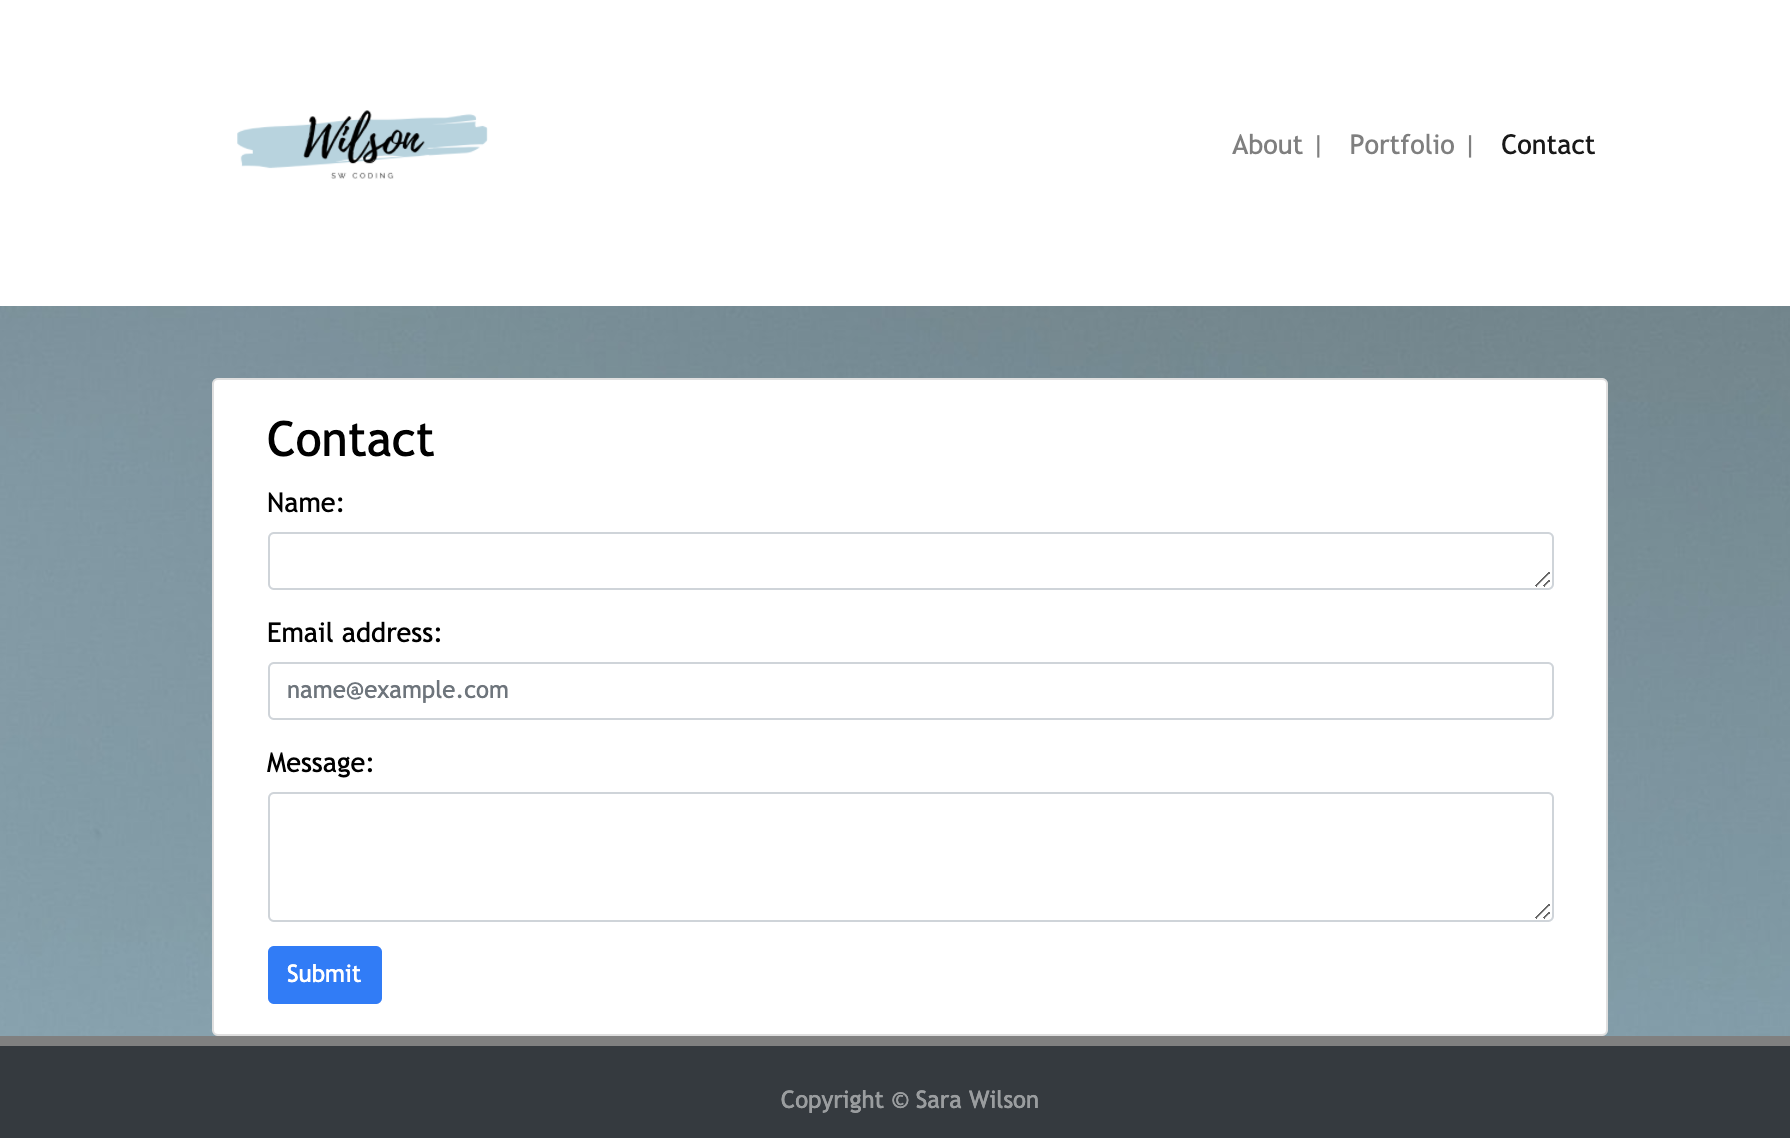 Wilson
SW CODING
About | Portfolio | Contact
Contact
Name:
Email address:
name@example.com
Message:
Submit
Copyright © Sara Wilson